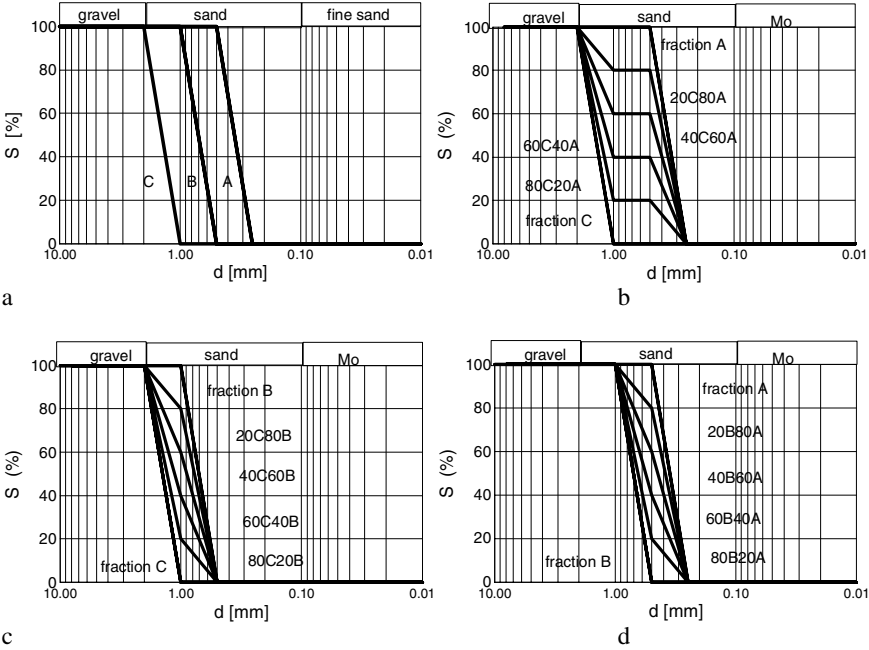 gravel sand fine sand
100
80
60
40
20
0
S [%]
C B A
10.00 1.00 0.10 0.01
d [mm]
a
gravel sand Mo
100
80
60
40
20
0
S (%)
fraction A
20C80A
40C60A
60C40A
80C20A
fraction C
10.00 1.00 0.10 0.01
d [mm]
b
gravel sand Mo
100
80
60
40
20
0
S (%)
fraction B
20C80B
40C60B
60C40B
80C20B
fraction C
10.00 1.00 0.10 0.01
d [mm]
c
gravel sand Mo
100
80
60
40
20
0
S (%)
fraction A
20B80A
40B60A
60B40A
80B20A
fraction B
10.00 1.00 0.10 0.01
d [mm]
d